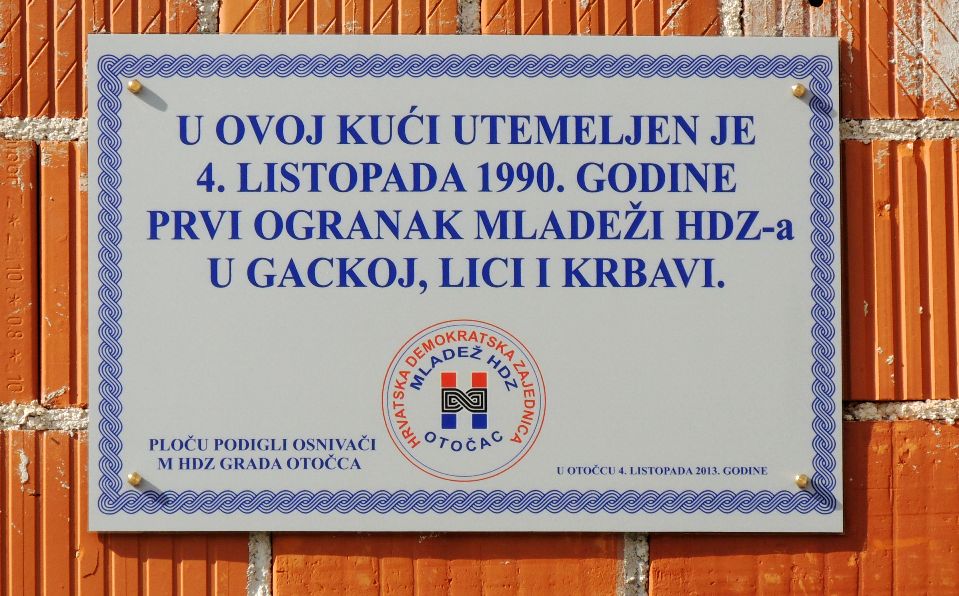 U OVOJ KUĆI UTEMELJEN JE
4. LISTOPADA 1990. GODINE
PRVI OGRANAK MLADEŽI HDZ-a
U GACKOJ, LICI I KRBAVI.
HRVATSKA DEMOKRATSKA ZAJEDNICA
MLADEŽ HDZ
OTOČAC
PLOČU PODIGLI OSNIVAČI
M HDZ GRADA OTOČCA
U OTOČCU 4. LISTOPADA 2013. GODINE